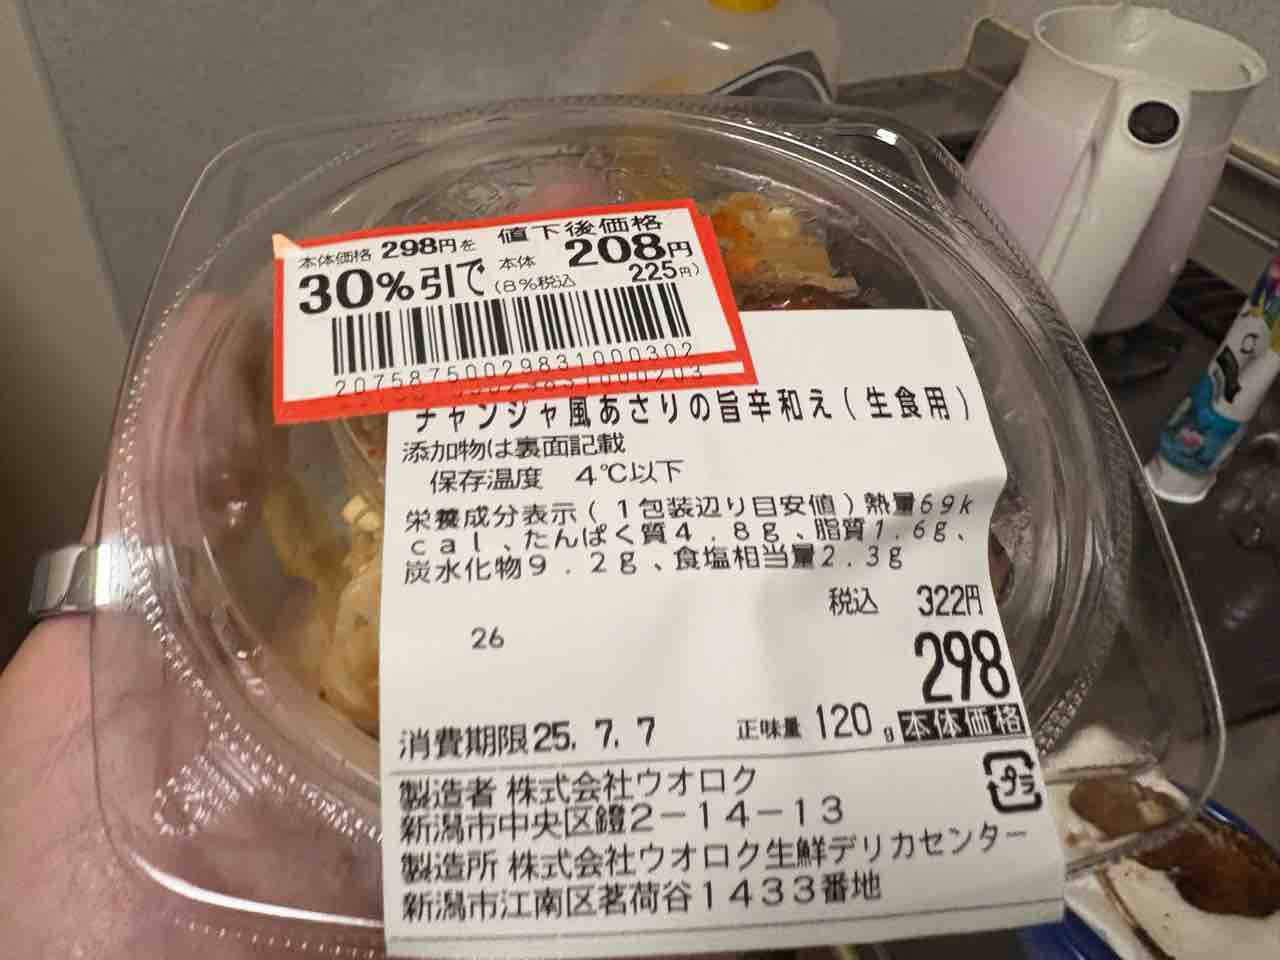 本体価格 298円を 値下後価格
30%引で 本体 208円
(8%税込 225円)
2075875002983100030​2
チャンジャ風あさりの旨辛和え(生食用)
添加物は裏面記載
保存温度 4℃以下
栄養成分表示(1包装辺り目安値)熱量69k
cal、たんぱく質4.8g、脂質1.6g、
炭水化物9.2g、食塩相当量2.3g
税込 322円
26
298
消費期限25.7.7 正味量 120g 本体価格
製造者 株式会社ウオロク
新潟市中央区鐙2-14-13
プラ
製造所 株式会社ウオロク生鮮デリカセンター
新潟市江南区茗荷谷1433番地